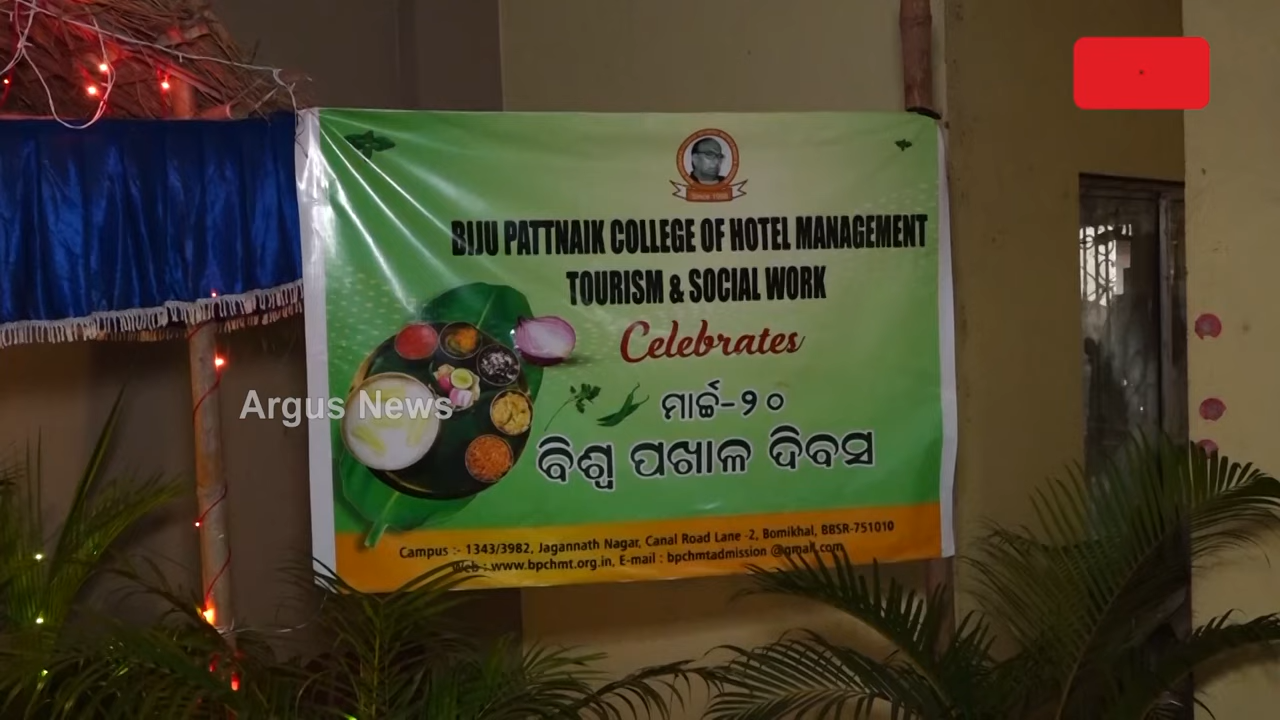 BIJU PATTNAIK COLLEGE OF HOTEL MANAGEMENT
TOURISM & SOCIAL WORK
Celebrates
ମାର୍ଚ୍ଚ-୨୦
ବିଶ୍ୱ ପଖାଳ ଦିବସ
Argus News
Campus :- 1343/3982, Jagannath Nagar, Canal Road Lane -2, Bomikhal, BBSR-751010
Web : www.bpchmt.org.in, E-mail : bpchmtadmission @gmail.com